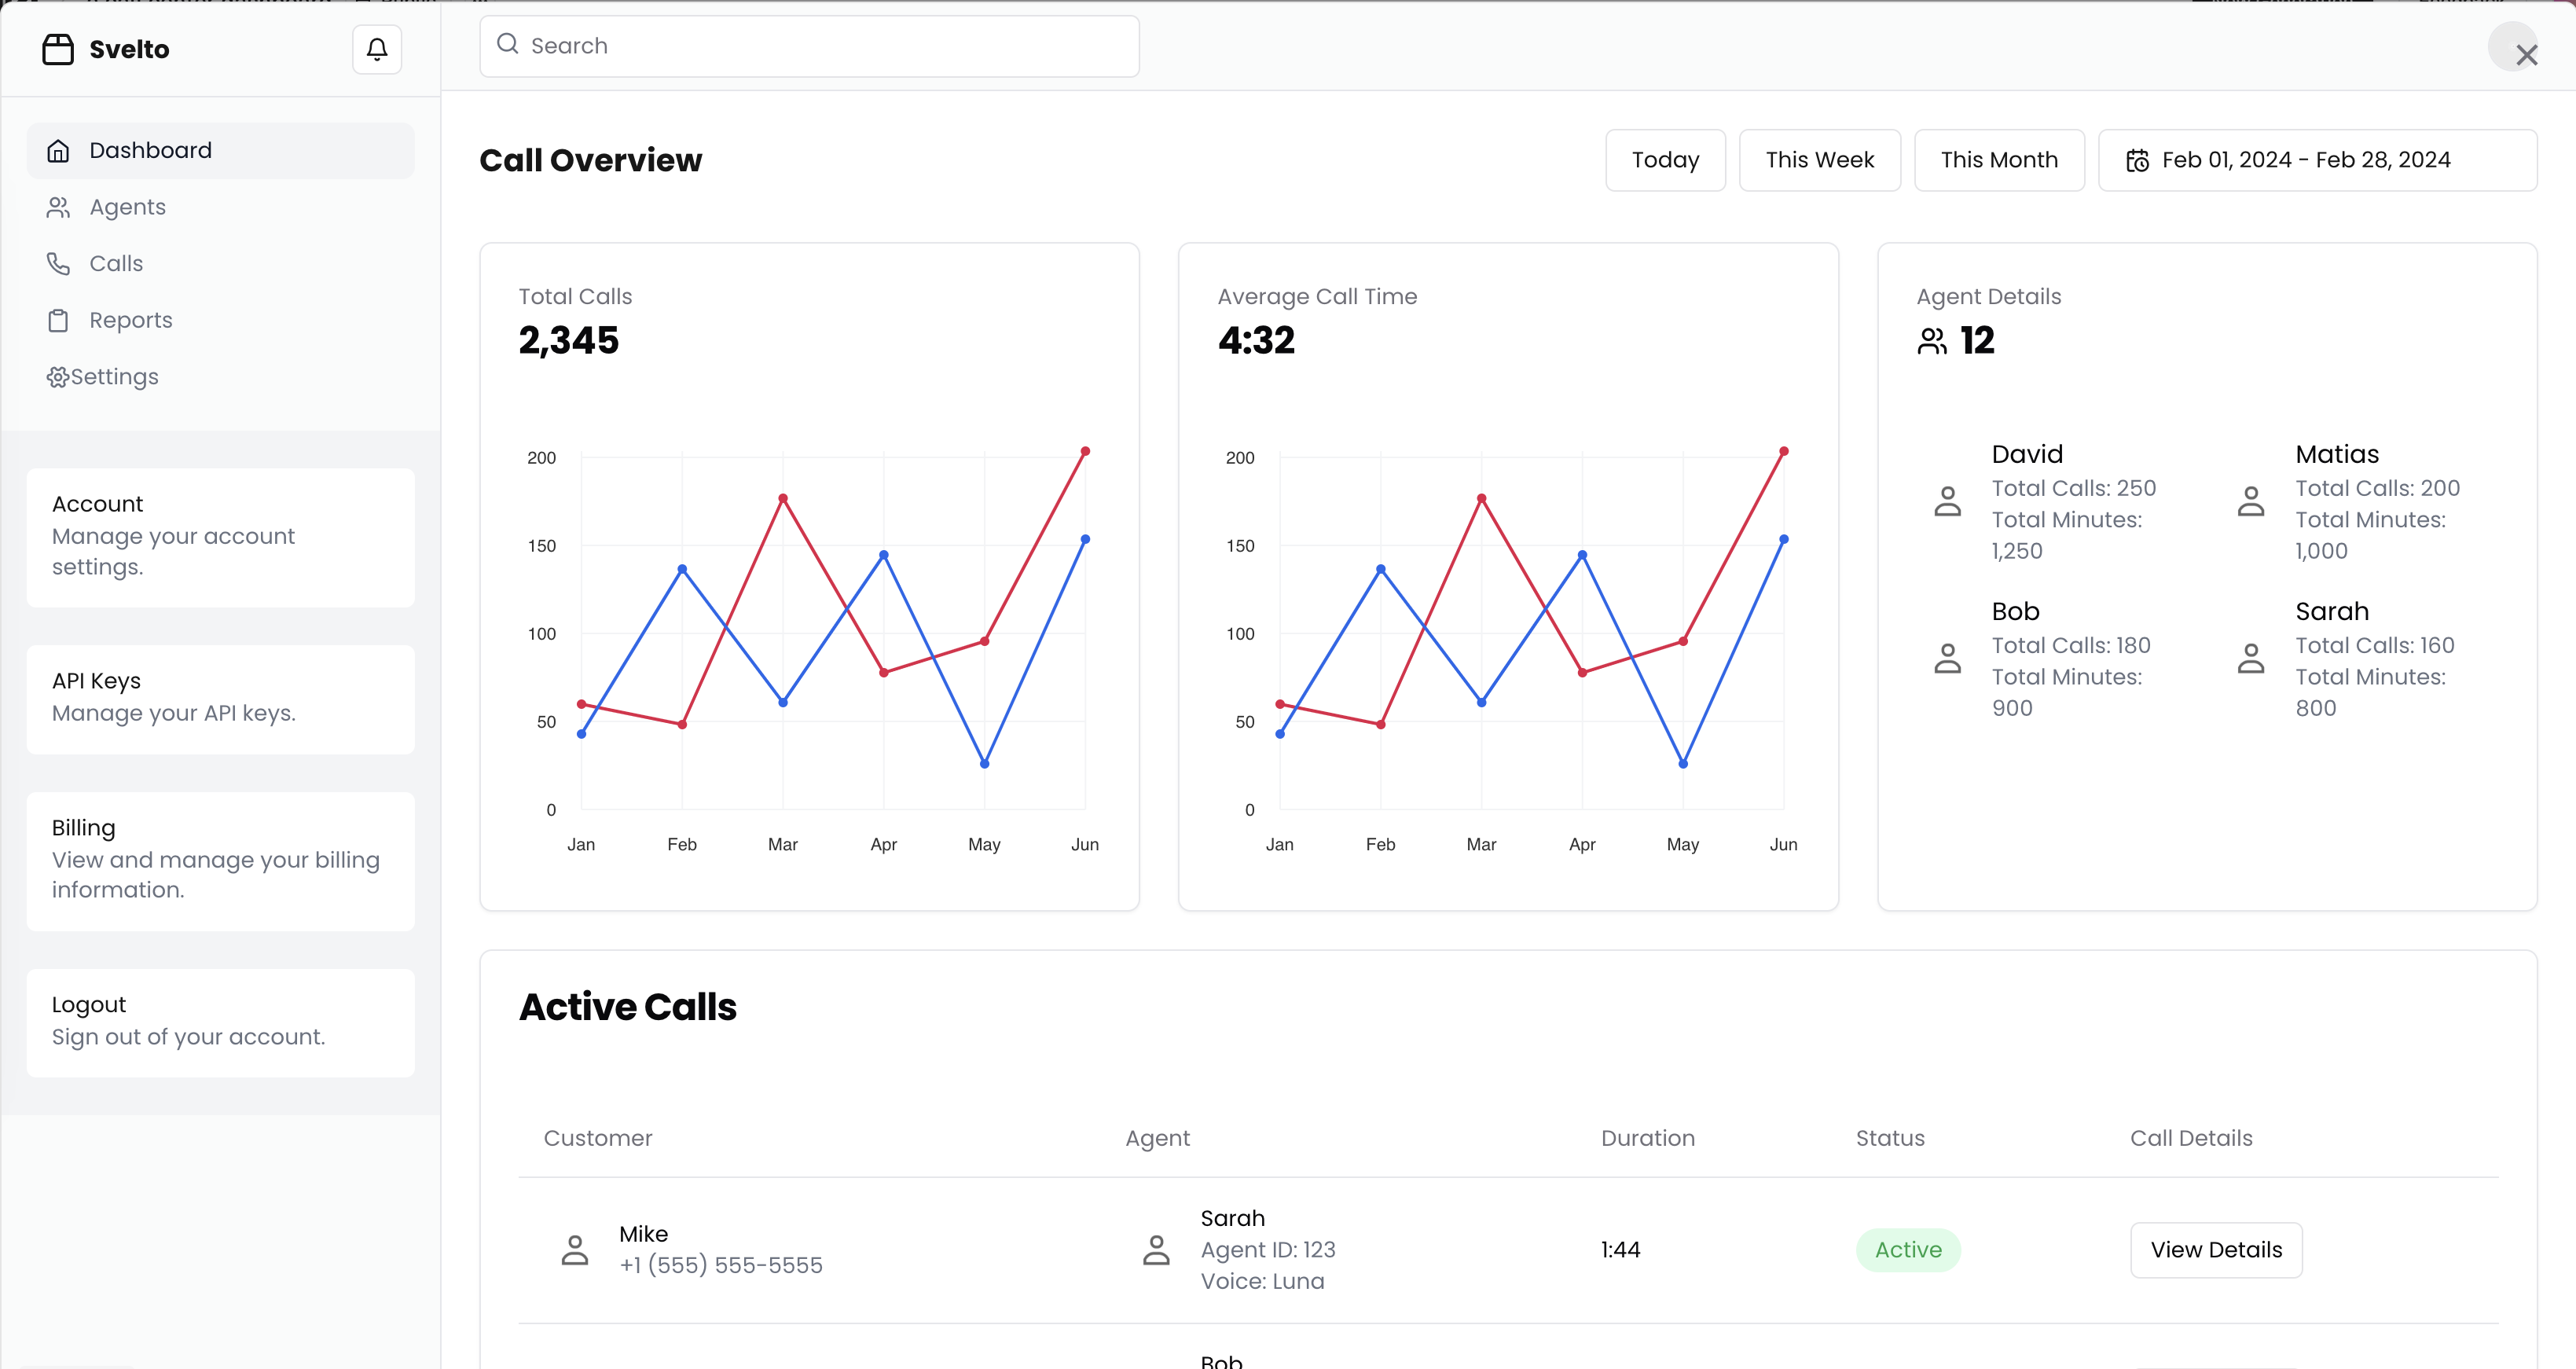 Svelto
Search
Dashboard
Agents
Calls
Reports
Settings
Account
Manage your account
settings.
API Keys
Manage your API keys.
Billing
View and manage your billing
information.
Logout
Sign out of your account.
Call Overview
Today
This Week
This Month
Feb 01, 2024 - Feb 28, 2024
Total Calls
2,345
200
150
100
50
0
Jan Feb Mar Apr May Jun
Average Call Time
4:32
200
150
100
50
0
Jan Feb Mar Apr May Jun
Agent Details
12
David
Total Calls: 250
Total Minutes:
1,250
Matias
Total Calls: 200
Total Minutes:
1,000
Bob
Total Calls: 180
Total Minutes:
900
Sarah
Total Calls: 160
Total Minutes:
800
Active Calls
Customer Agent Duration Status Call Details
Mike
+1 (555) 555-5555
Sarah
Agent ID: 123
Voice: Luna
1:44
Active
View Details
Bob